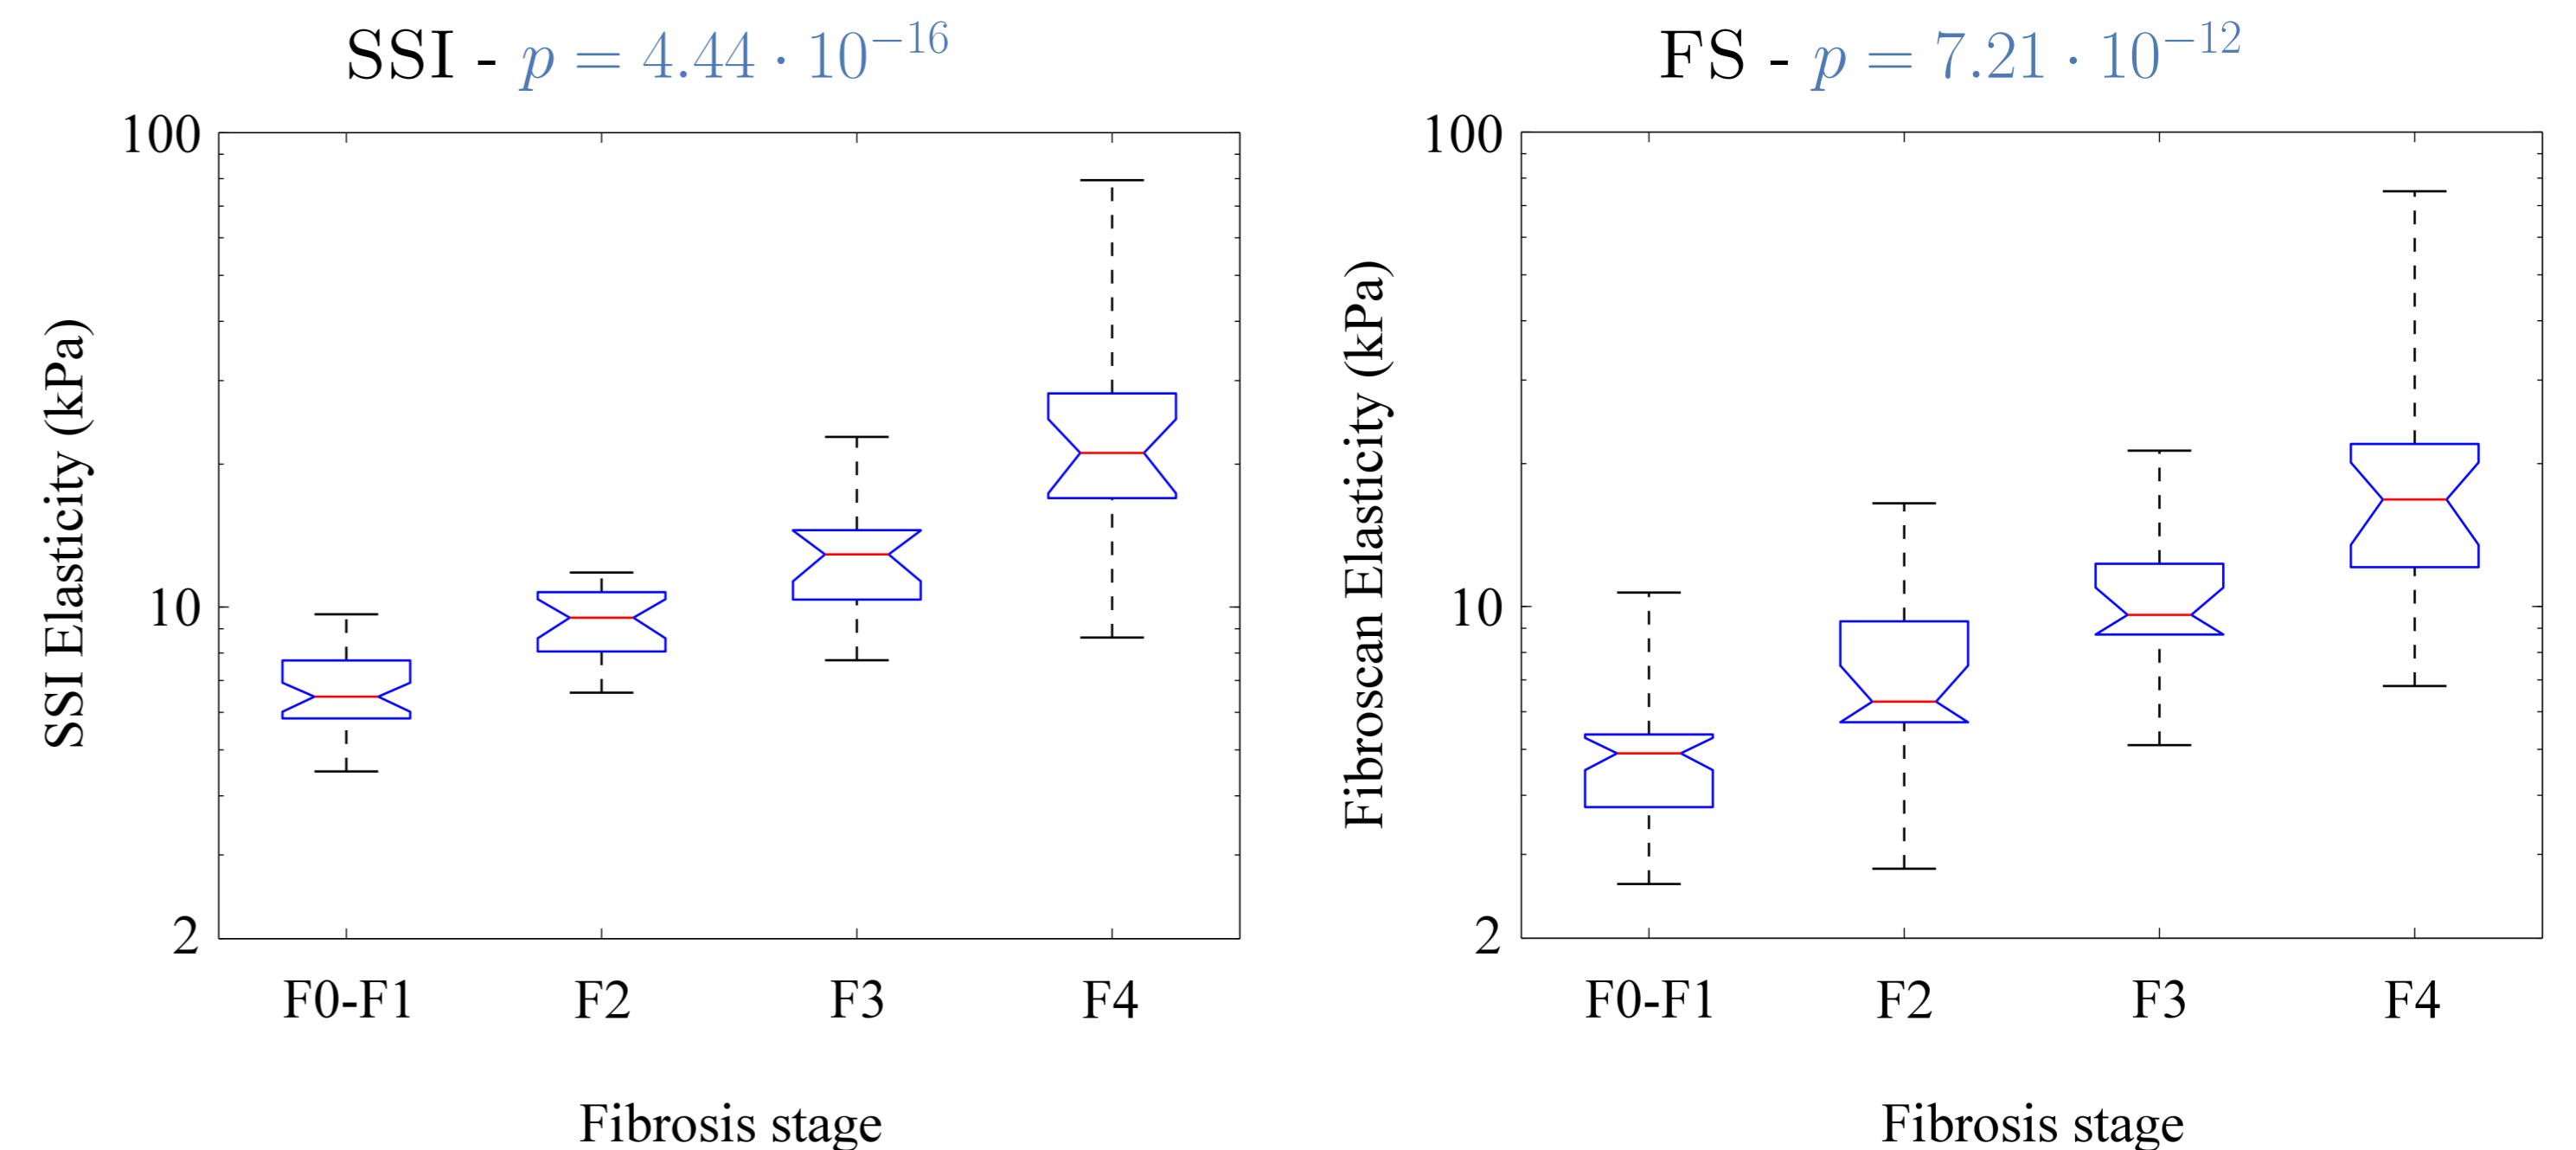 SSI - p = 4.44 · 10⁻¹⁶
100
10
2
SSI Elasticity (kPa)
F0-F1 F2 F3 F4
Fibrosis stage
FS - p = 7.21 · 10⁻¹²
100
10
2
Fibroscan Elasticity (kPa)
F0-F1 F2 F3 F4
Fibrosis stage